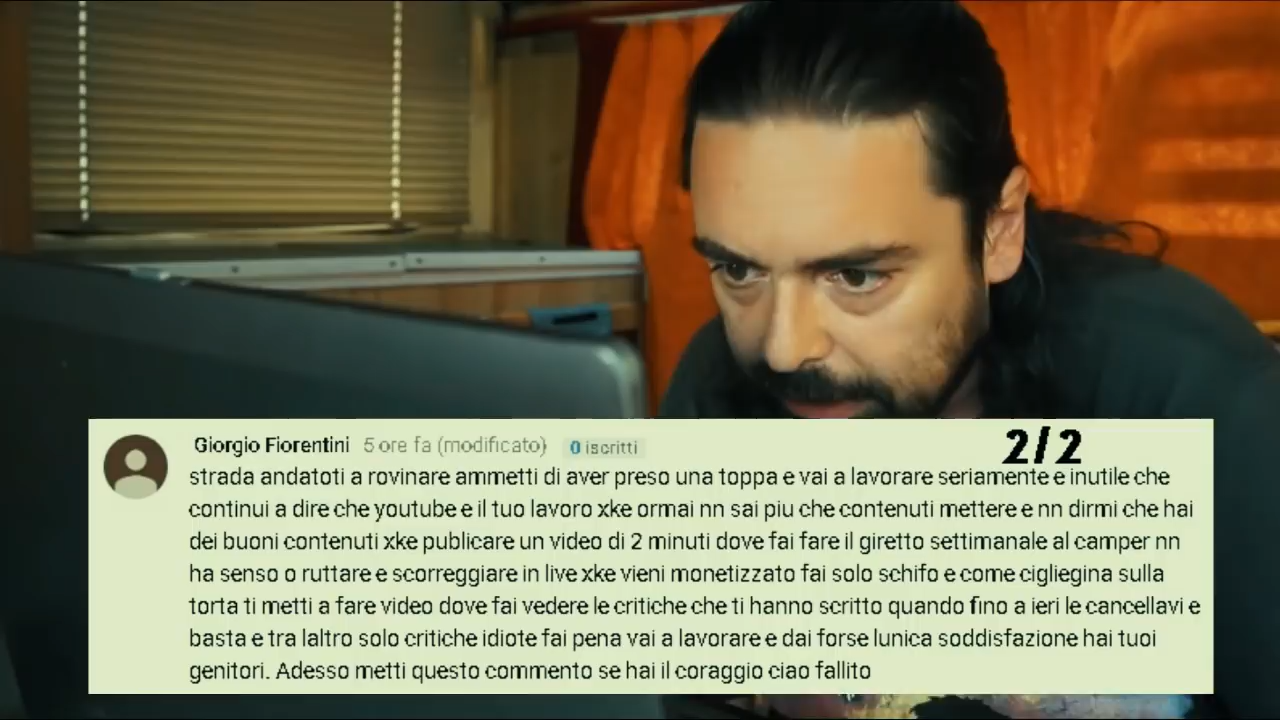 Giorgio Fiorentini 5 ore fa (modificato) 0 iscritti
2/2
strada andatoti a rovinare ammetti di aver preso una toppa e vai a lavorare seriamente e inutile che
continui a dire che youtube e il tuo lavoro xke ormai nn sai piu che contenuti mettere e nn dirmi che hai
dei buoni contenuti xke publicare un video di 2 minuti dove fai fare il giretto settimanale al camper nn
ha senso o ruttare e scorreggiare in live xke vieni monetizzato fai solo schifo e come cigliegina sulla
torta ti metti a fare video dove fai vedere le critiche che ti hanno scritto quando fino a ieri le cancellavi e
basta e tra laltro solo critiche idiote fai pena vai a lavorare e dai forse lunica soddisfazione hai tuoi
genitori. Adesso metti questo commento se hai il coraggio ciao fallito